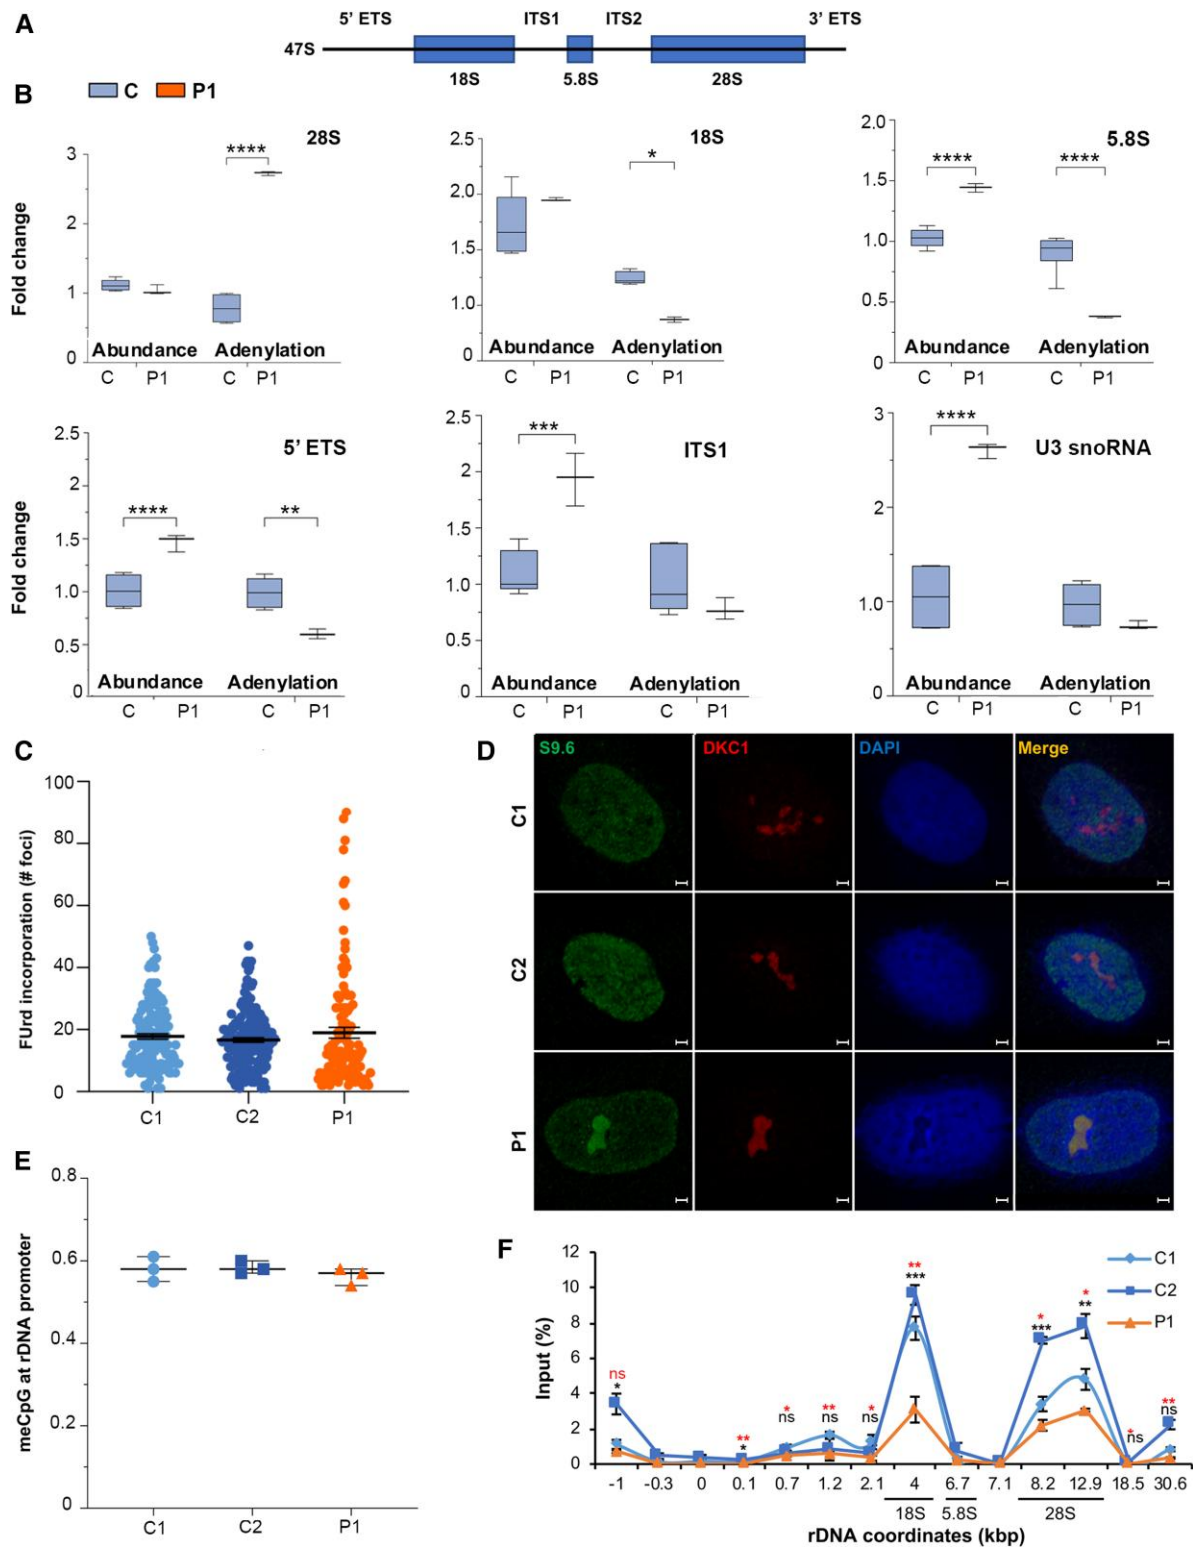 A
5’ ETS ITS1 ITS2 3’ ETS
47S
18S 5.8S 28S
B
C P1
28S
Fold change
3
2
1
0
****
Abundance Adenylation
C P1 C P1
18S
2.5
2.0
1.5
1.0
0
*
Abundance Adenylation
C P1 C P1
5.8S
2.0
1.5
1.0
0.5
0
**** ****
Abundance Adenylation
C P1 C P1
5’ ETS
Fold change
2.5
2
1.5
1.0
0.5
0
**** **
Abundance Adenylation
C P1 C P1
ITS1
2.5
2
1.5
1
0.5
0
***
Abundance Adenylation
C P1 C P1
U3 snoRNA
3
2
1.0
0
****
Abundance Adenylation
C P1 C P1
C
FUrd incorporation (# foci)
100
80
60
40
20
0
C1 C2 P1
D
S9.6 DKC1 DAPI Merge
C1
C2
P1
E
meCpG at rDNA promoter
0.8
0.6
0.4
0.2
0
C1 C2 P1
F
Input (%)
12
10
8
6
4
2
0
C1
C2
P1
ns * ** * * ns ** ns * ns ** *** * *** * ** * ns ** ns
-1 -0.3 0 0.1 0.7 1.2 2.1 4 6.7 7.1 8.2 12.9 18.5 30.6
18S 5.8S 28S
rDNA coordinates (kbp)